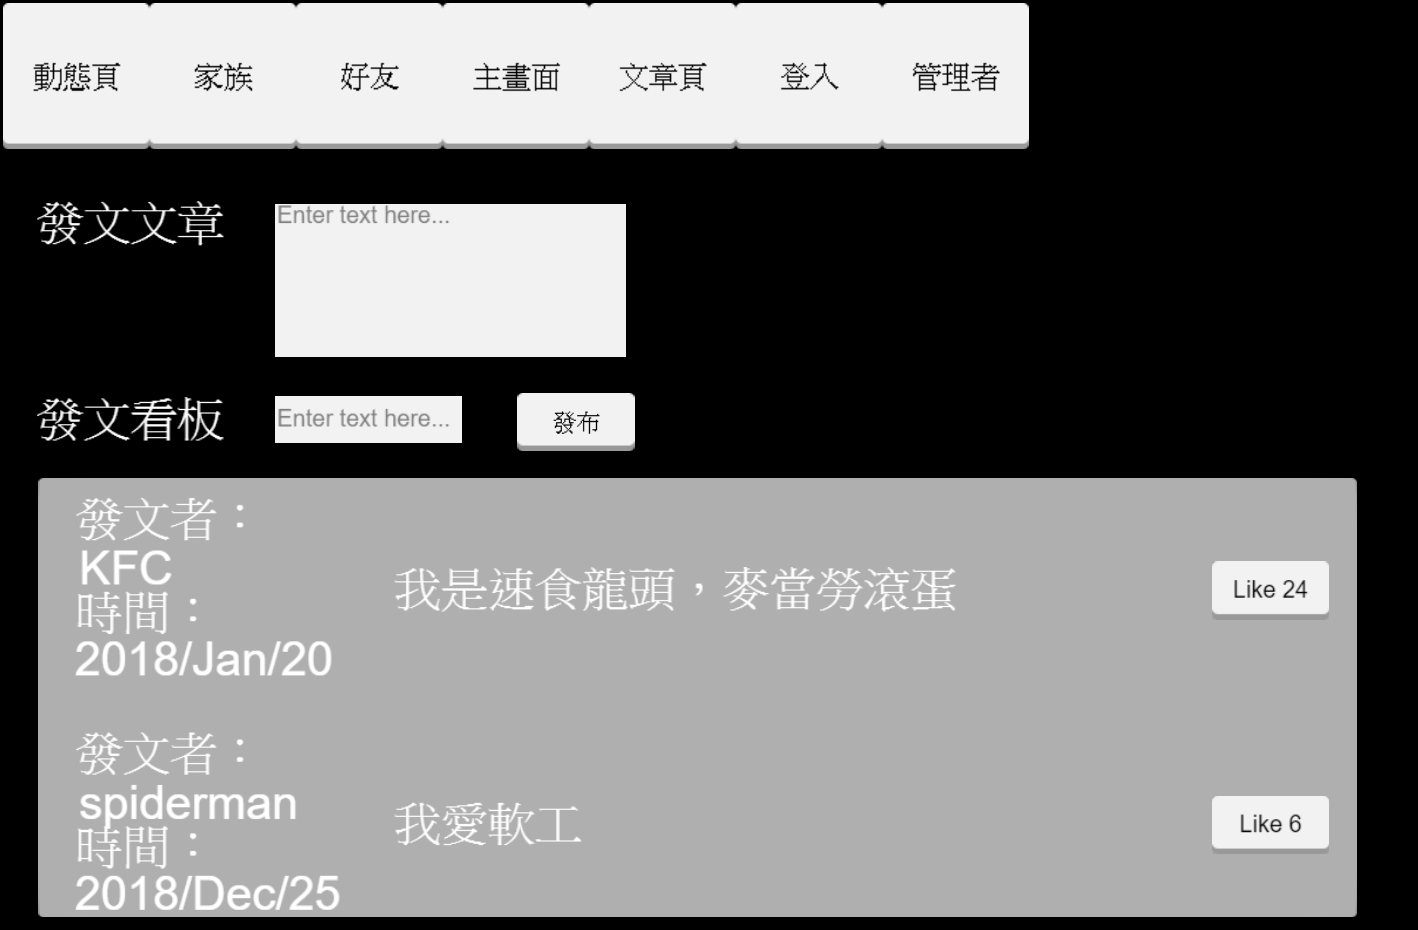 動態頁 家族 好友 主畫面 文章頁 登入 管理者
發文文章
Enter text here...
發文看板
Enter text here...
發布
發文者：
KFC
時間：
2018/Jan/20
我是速食龍頭，麥當勞滾蛋
Like 24
發文者：
spiderman
時間：
2018/Dec/25
我愛軟工
Like 6